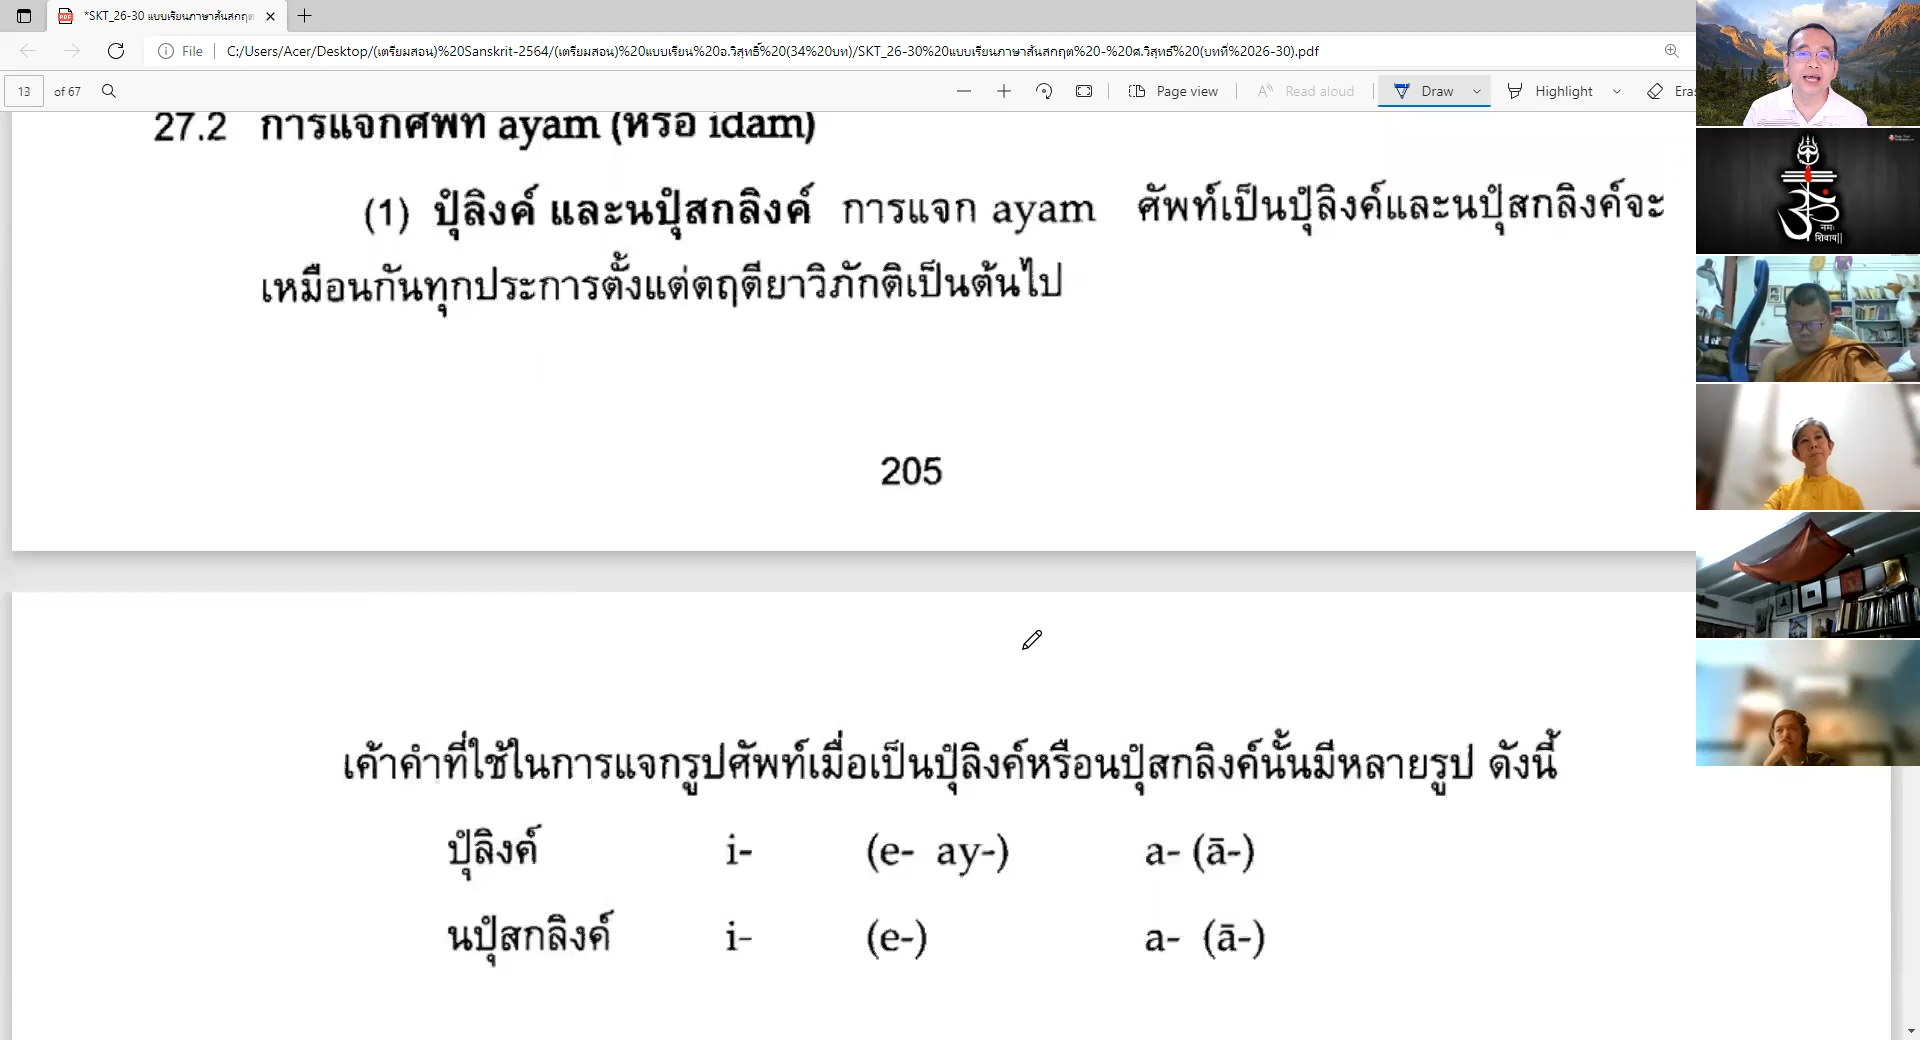 *SKT_26-30 แบบเรียนภาษาสันสกฤต
File
C:/Users/Acer/Desktop/(เตรียมสอน)%20Sanskrit-2564/(เตรียมสอน)%20แบบเรียน%20อ.วิสุทธิ์%20(34%20บท)/SKT_26-30%20แบบเรียนภาษาสันสกฤต%20-%20ศ.วิสุทธ์%20(บทที่%2026-30).pdf
13 of 67
Page view
Read aloud
Draw
Highlight
Eras
27.2 การแจกศัพท์ ayam (หรือ idam)
(1) ปุํลิงค์ และนปุํสกลิงค์ การแจก ayam ศัพท์เป็นปุํลิงค์และนปุํสกลิงค์จะ
เหมือนกันทุกประการตั้งแต่ตฤตียาวิภักติเป็นต้นไป
205
เค้าคำที่ใช้ในการแจกรูปศัพท์เมื่อเป็นปุํลิงค์หรือนปุํสกลิงค์นั้นมีหลายรูป ดังนี้
ปุํลิงค์ i- (e- ay-) a- (ā-)
นปุํสกลิงค์ i- (e-) a- (ā-)
ॐ
नमः
शिवाय||